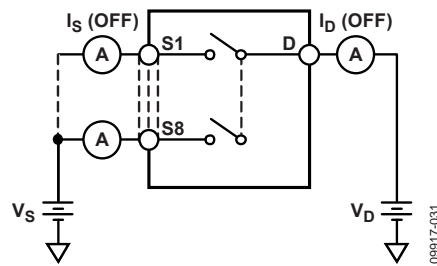 I_S (OFF)
I_D (OFF)
A
S1
D
A
A
S8
V_S
V_D
09917-031